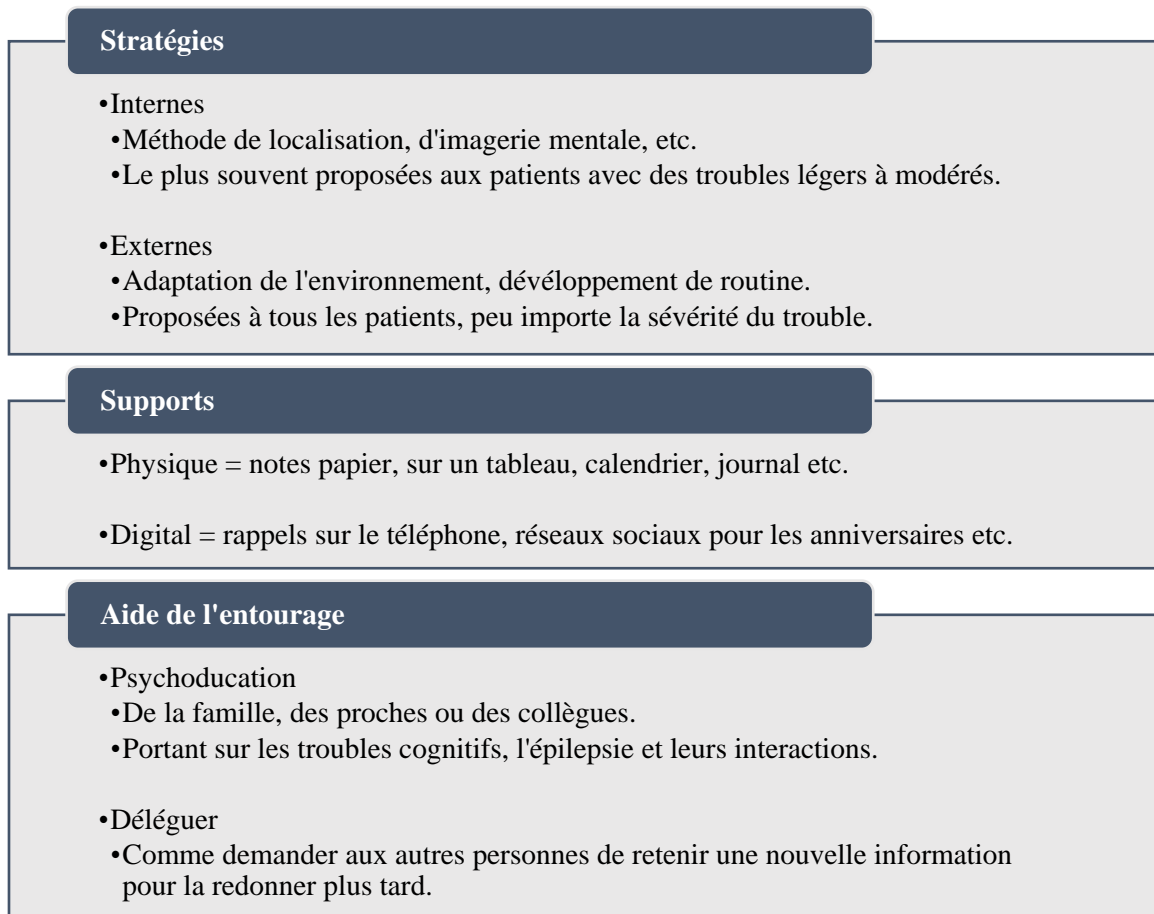 Stratégies
•Internes
•Méthode de localisation, d'imagerie mentale, etc.
•Le plus souvent proposées aux patients avec des troubles légers à modérés.
•Externes
•Adaptation de l'environnement, dévéloppement de routine.
•Proposées à tous les patients, peu importe la sévérité du trouble.
Supports
•Physique = notes papier, sur un tableau, calendrier, journal etc.
•Digital = rappels sur le téléphone, réseaux sociaux pour les anniversaires etc.
Aide de l'entourage
•Psychoducation
•De la famille, des proches ou des collègues.
•Portant sur les troubles cognitifs, l'épilepsie et leurs interactions.
•Déléguer
•Comme demander aux autres personnes de retenir une nouvelle information
pour la redonner plus tard.